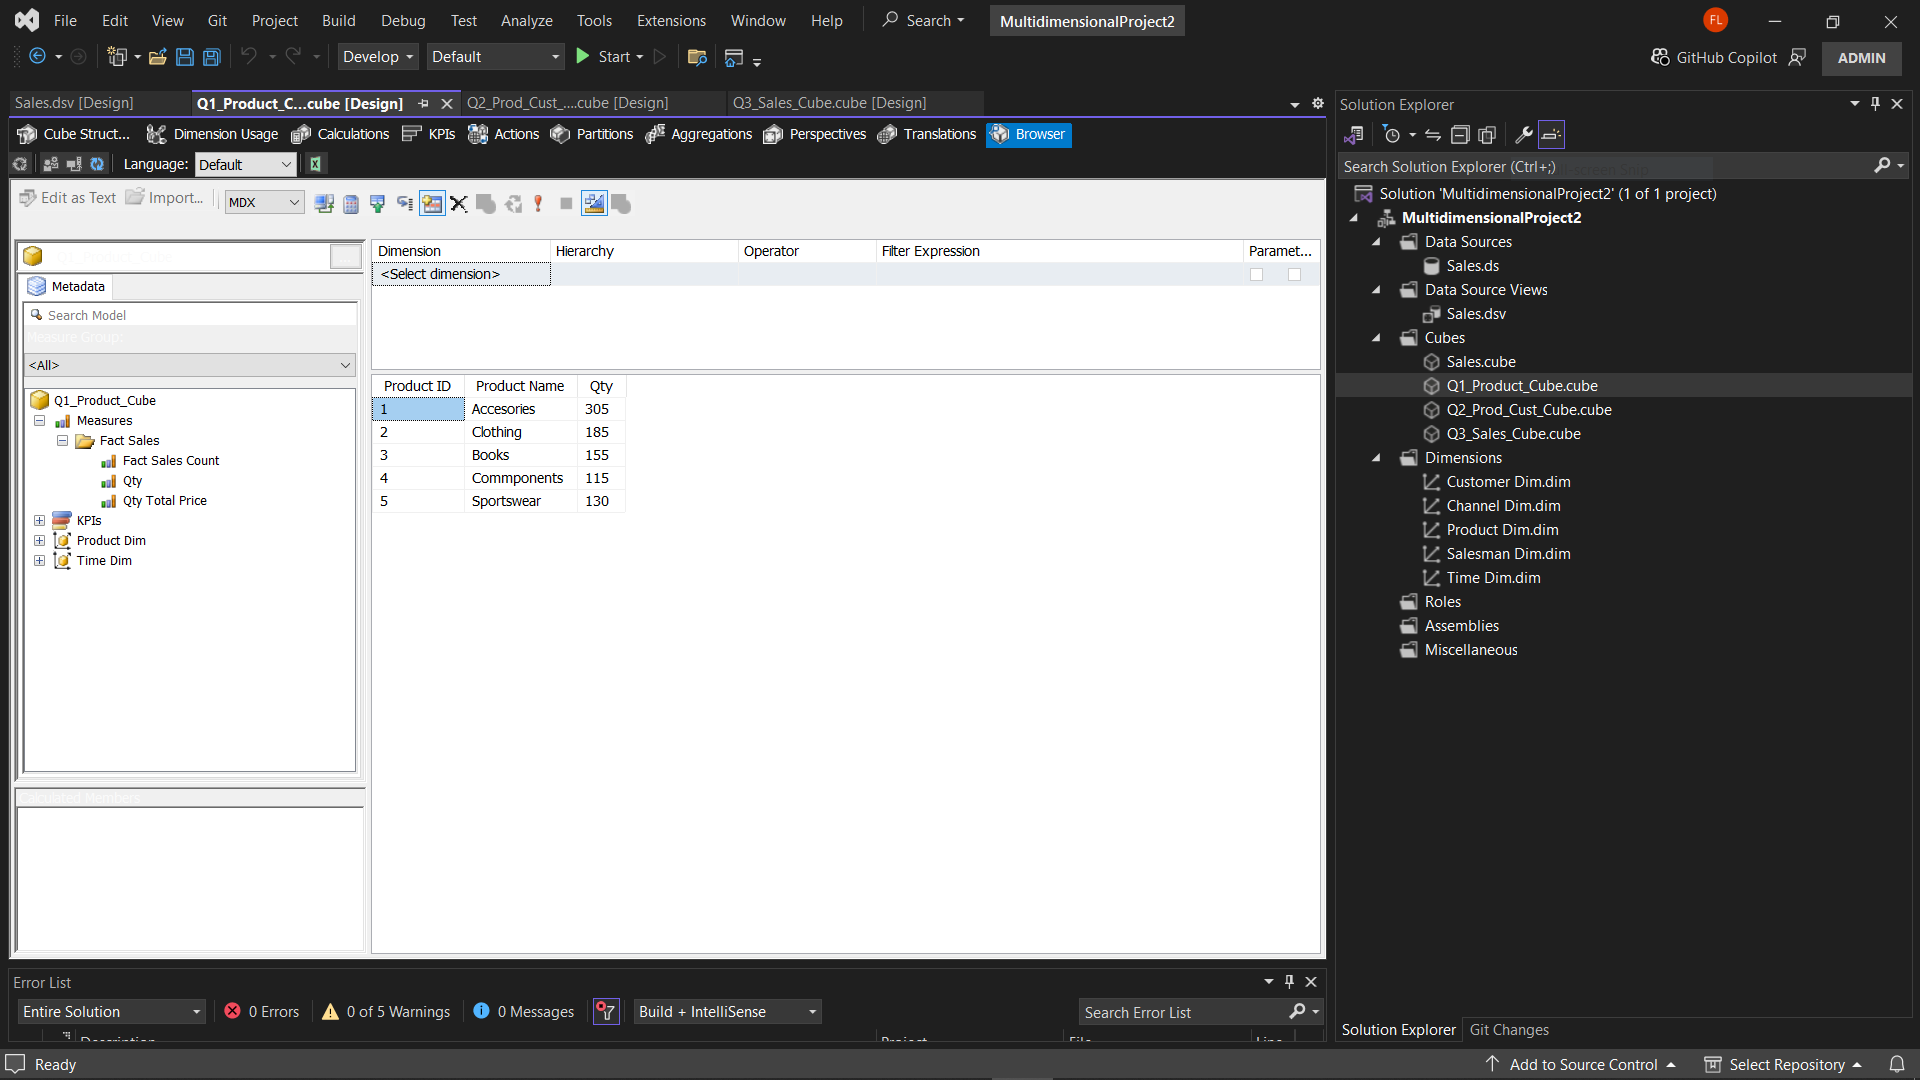 File Edit View Git Project Build Debug Test Analyze Tools Extensions Window Help Search MultidimensionalProject2 FL
Develop Default Start GitHub Copilot ADMIN
Sales.dsv [Design] Q1_Product_C...cube [Design] Q2_Prod_Cust_....cube [Design] Q3_Sales_Cube.cube [Design]
Cube Struct... Dimension Usage Calculations KPIs Actions Partitions Aggregations Perspectives Translations Browser
Language: Default
Edit as Text Import... MDX
Q1_Product_Cube
Metadata
Search Model
Measure Group:
<All>
Q1_Product_Cube
Measures
Fact Sales
Fact Sales Count
Qty
Qty Total Price
KPIs
Product Dim
Time Dim
Calculated Members
Dimension Hierarchy Operator Filter Expression Paramet...
<Select dimension>
Product ID Product Name Qty
1 Accesories 305
2 Clothing 185
3 Books 155
4 Commponents 115
5 Sportswear 130
Error List
Entire Solution 0 Errors 0 of 5 Warnings 0 Messages Build + IntelliSense Search Error List
Description Project File Line
Solution Explorer
Search Solution Explorer (Ctrl+;)
Solution 'MultidimensionalProject2' (1 of 1 project)
MultidimensionalProject2
Data Sources
Sales.ds
Data Source Views
Sales.dsv
Cubes
Sales.cube
Q1_Product_Cube.cube
Q2_Prod_Cust_Cube.cube
Q3_Sales_Cube.cube
Dimensions
Customer Dim.dim
Channel Dim.dim
Product Dim.dim
Salesman Dim.dim
Time Dim.dim
Roles
Assemblies
Miscellaneous
Solution Explorer Git Changes
Ready Add to Source Control Select Repository